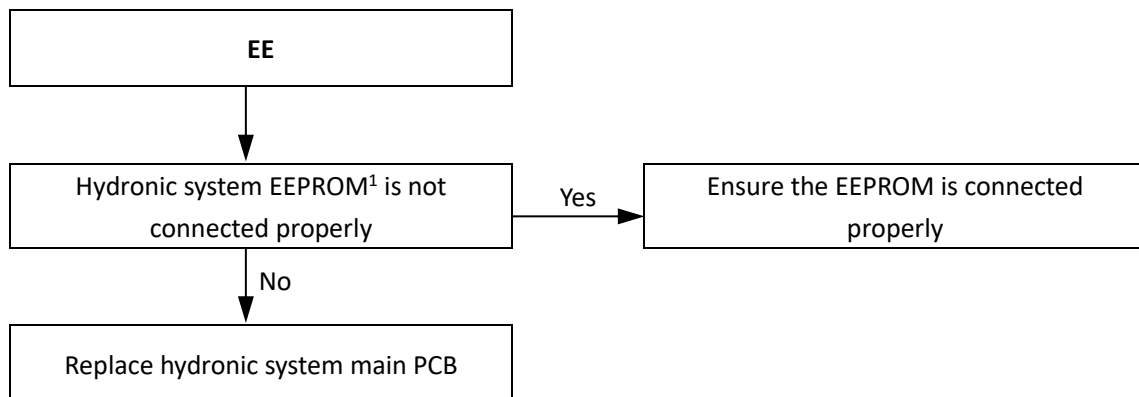 EE
Hydronic system EEPROM¹ is not
connected properly
Yes
Ensure the EEPROM is connected
properly
No
Replace hydronic system main PCB